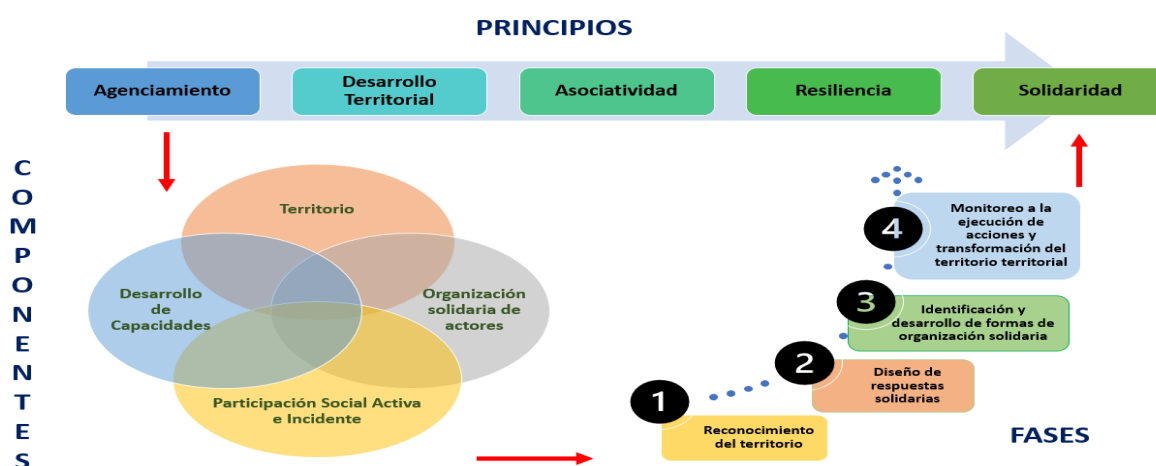 PRINCIPIOS
Agenciamiento
Desarrollo
Territorial
Asociatividad
Resiliencia
Solidaridad
COMPONENTES
Territorio
Desarrollo
de
Capacidades
Organización
solidaria de
actores
Participación Social Activa
e Incidente
1
Reconocimiento
del territorio
2
Diseño de
respuestas
solidarias
3
Identificación y
desarrollo de formas de
organización solidaria
4
Monitoreo a la
ejecución de
acciones y
transformación del
territorio territorial
FASES